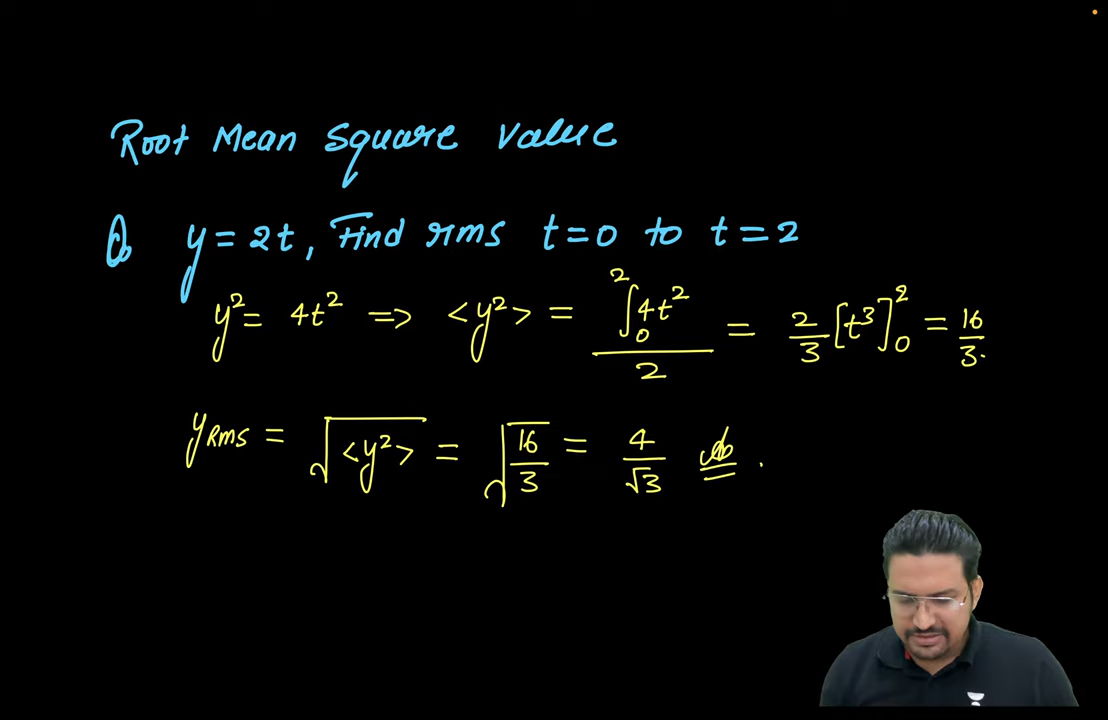 Root Mean square value
Q y = 2t, Find rms t = 0 to t = 2
y² = 4t² => <y²> = ∫₀² 4t² / 2 = 2/3 [t³]₀² = 16/3.
yRms = √<y²> = √(16/3) = 4/√3